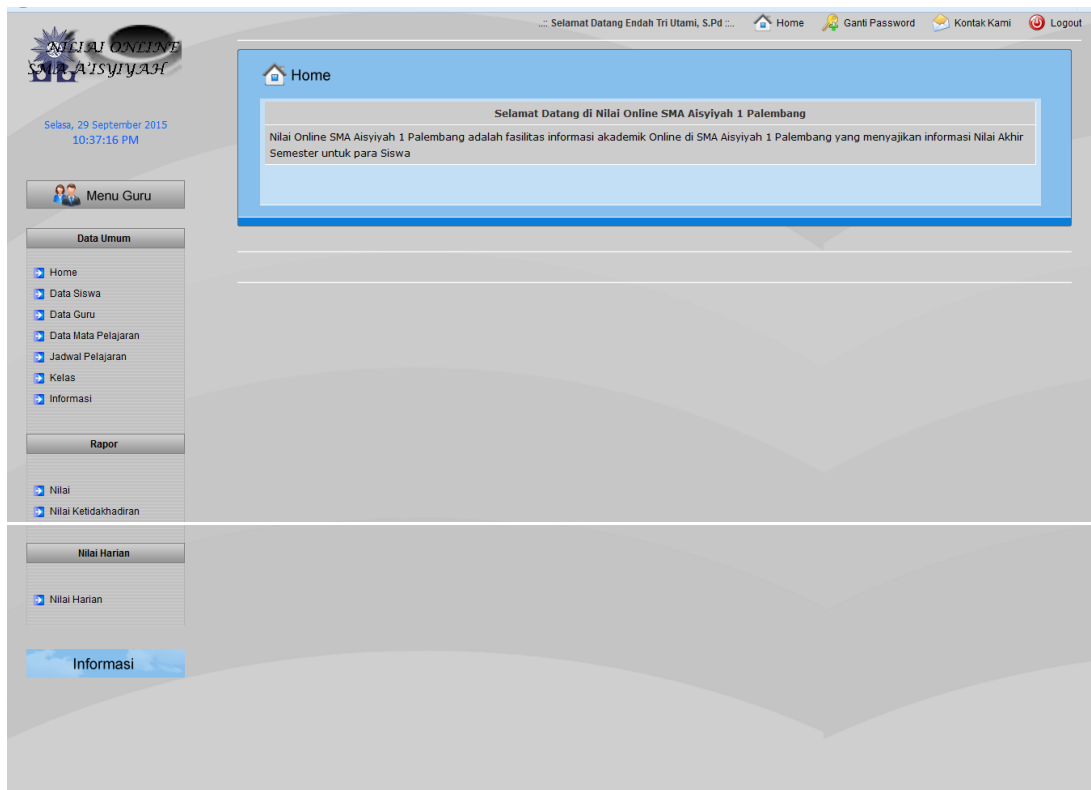 ..:: Selamat Datang Endah Tri Utami, S.Pd ::..
Home
Ganti Password
Kontak Kami
Logout
NILIAI ONLINE
SMA A'ISYIYAH
Selasa, 29 September 2015
10:37:16 PM
Home
Selamat Datang di Nilai Online SMA Aisyiyah 1 Palembang
Nilai Online SMA Aisyiyah 1 Palembang adalah fasilitas informasi akademik Online di SMA Aisyiyah 1 Palembang yang menyajikan informasi Nilai Akhir
Semester untuk para Siswa
Menu Guru
Data Umum
Home
Data Siswa
Data Guru
Data Mata Pelajaran
Jadwal Pelajaran
Kelas
Informasi
Rapor
Nilai
Nilai Ketidakhadiran
Nilai Harian
Nilai Harian
Informasi